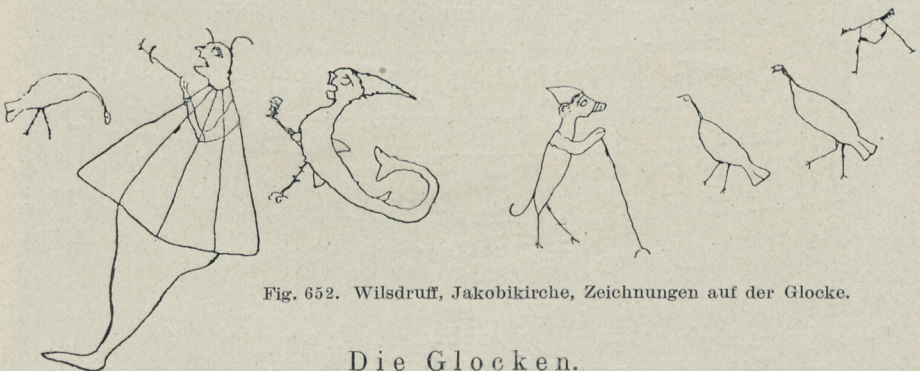 Fig. 652. Wilsdruff, Jakobikirche, Zeichnungen auf der Glocke.
Die Glocken.